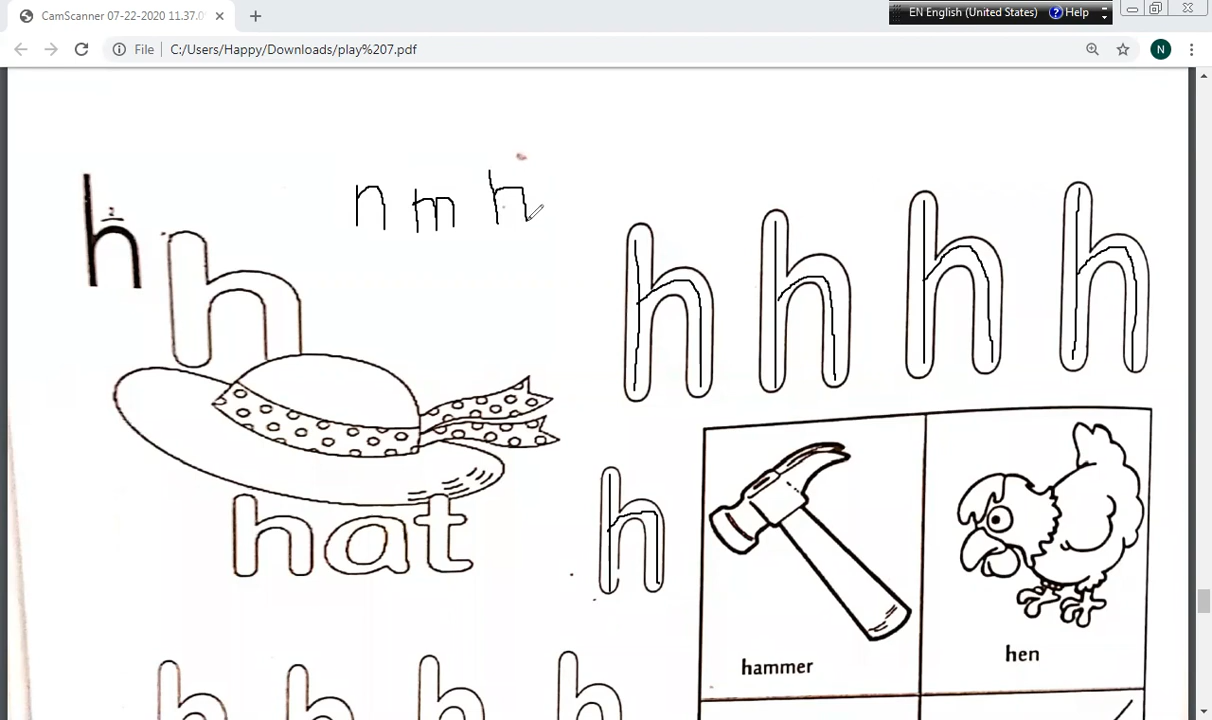 CamScanner 07-22-2020 11.37.0
EN English (United States) Help
File C:/Users/Happy/Downloads/play%207.pdf
N
n m h
h 2
h
h h h h
hat
h
hammer
hen
h h h h